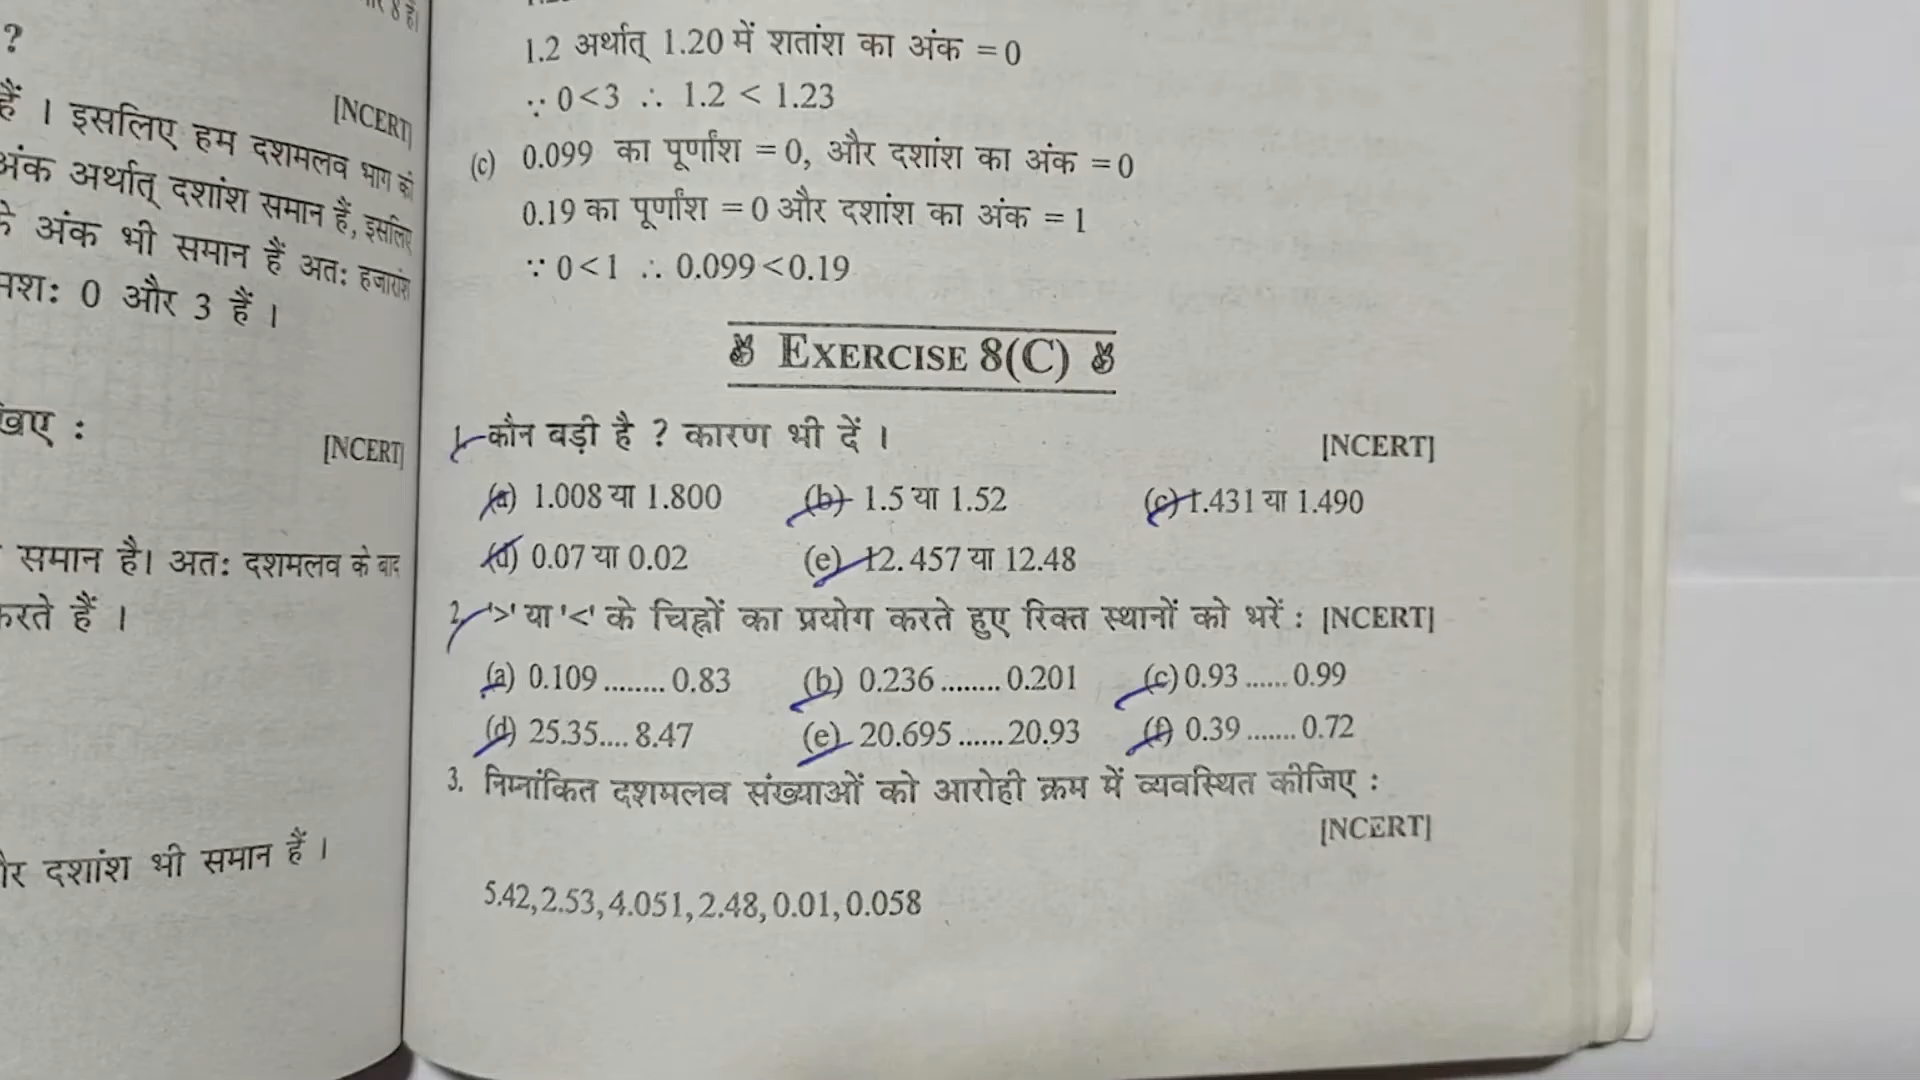 ?
[NCERT]
हैं । इसलिए हम दशमलव भाग को
अंक अर्थात् दशांश समान हैं, इसलिए
के अंक भी समान हैं अतः हजारांश
मशः 0 और 3 हैं ।
खिए :
[NCERT]
समान है। अतः दशमलव के बाद
करते हैं ।
और दशांश भी समान हैं ।
1.2 अर्थात् 1.20 में शतांश का अंक = 0
∵ 0<3 ∴ 1.2 < 1.23
(c) 0.099 का पूर्णांश = 0, और दशांश का अंक = 0
0.19 का पूर्णांश = 0 और दशांश का अंक = 1
∵ 0<1 ∴ 0.099<0.19
EXERCISE 8(C)
1. कौन बड़ी है ? कारण भी दें । [NCERT]
(a) 1.008 या 1.800 (b) 1.5 या 1.52 (c) 1.431 या 1.490
(d) 0.07 या 0.02 (e) 12.457 या 12.48
2. '>' या '<' के चिह्नों का प्रयोग करते हुए रिक्त स्थानों को भरें : [NCERT]
(a) 0.109 ........ 0.83 (b) 0.236 ........ 0.201 (c) 0.93 ...... 0.99
(d) 25.35.... 8.47 (e) 20.695 ...... 20.93 (f) 0.39 ....... 0.72
3. निम्नांकित दशमलव संख्याओं को आरोही क्रम में व्यवस्थित कीजिए :
[NCERT]
5.42, 2.53, 4.051, 2.48, 0.01, 0.058